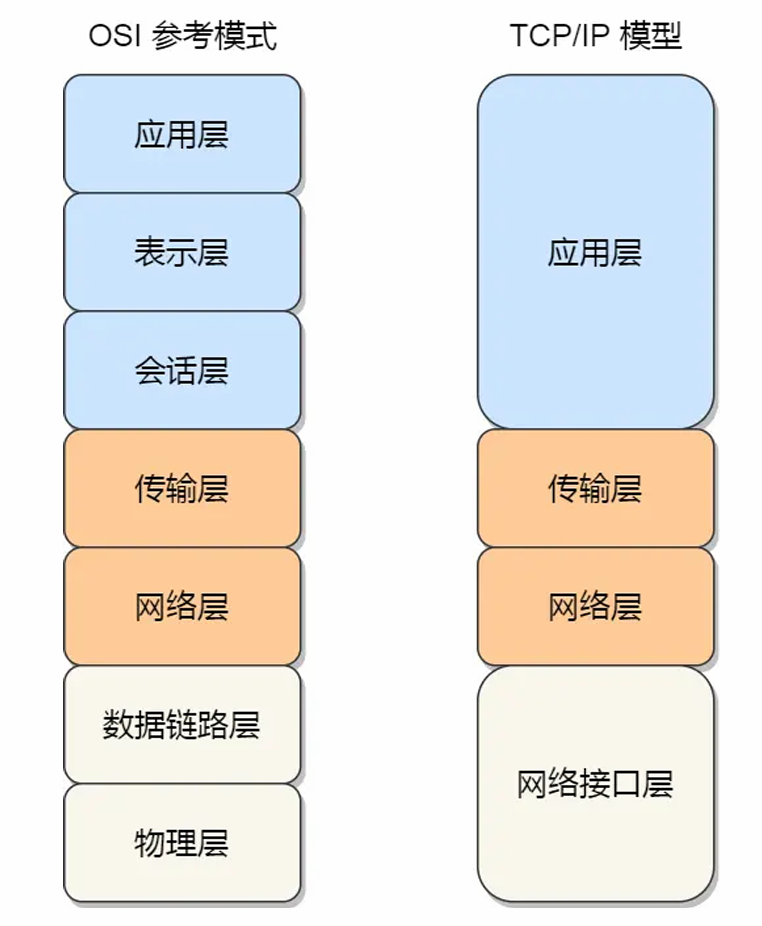 OSI 参考模式
TCP/IP 模型
应用层
表示层
会话层
传输层
网络层
数据链路层
物理层
应用层
传输层
网络层
网络接口层